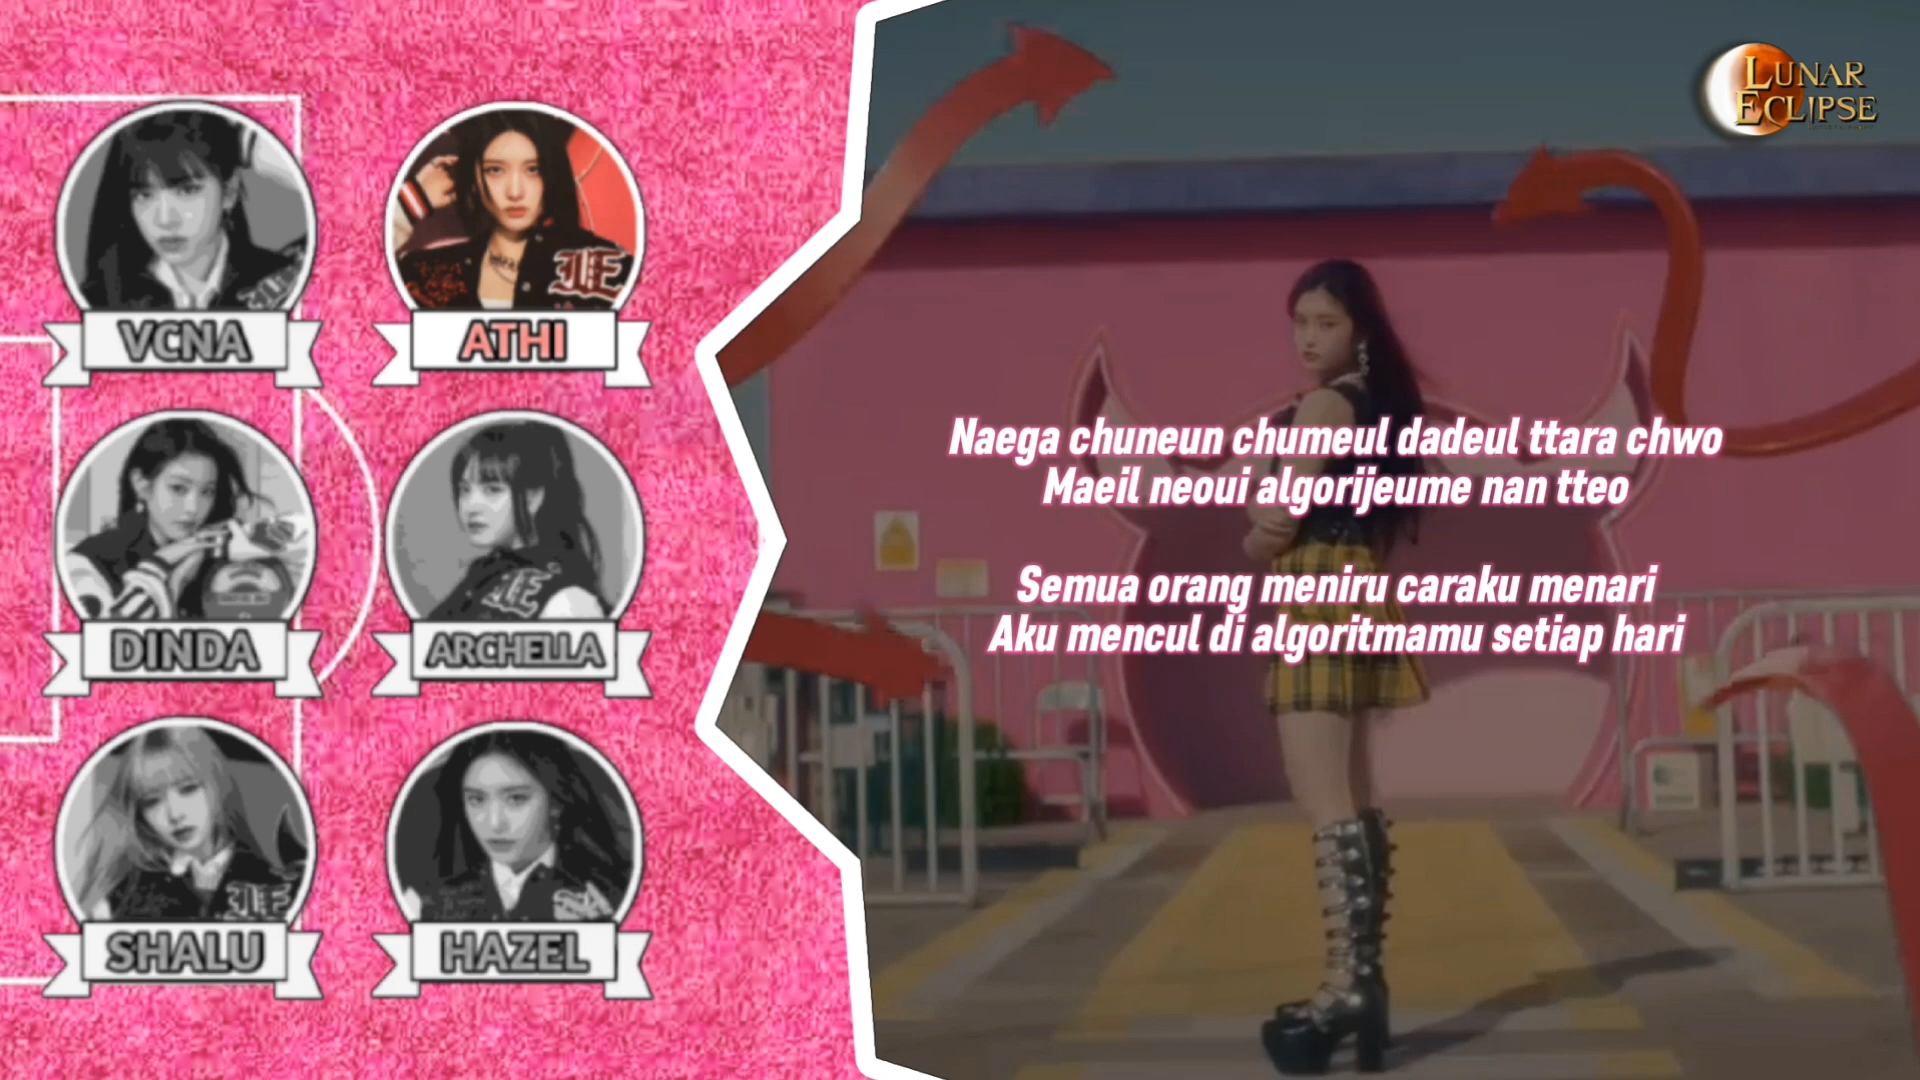 LUNAR
ECLIPSE
VCNA
ATHI
DINDA
ARCHELLA
SHALU
HAZEL
Naega chuneun chumeul dadeul ttara chwo
Maeil neoui algorijeume nan tteo
Semua orang meniru caraku menari
Aku mencul di algoritmamu setiap hari